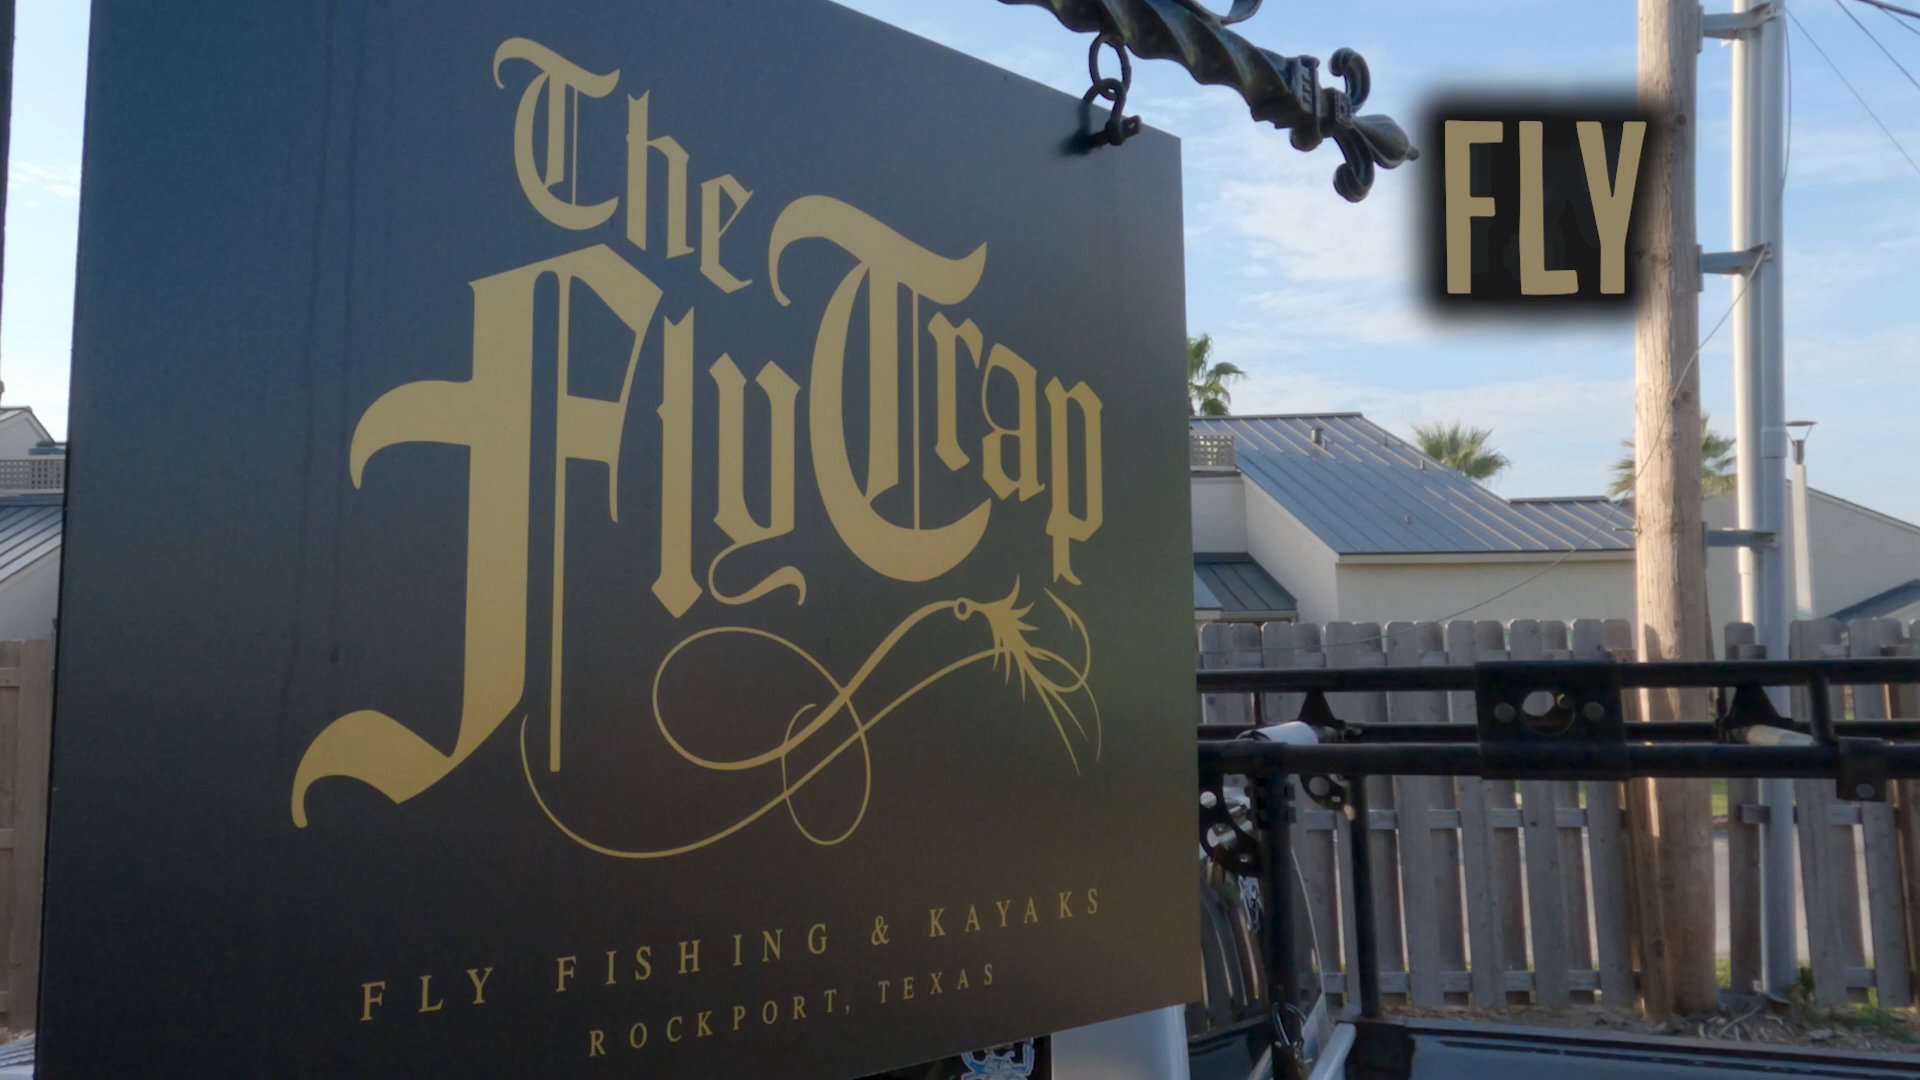 The
Fly Trap
FLY FISHING & KAYAKS
ROCKPORT, TEXAS
FLY